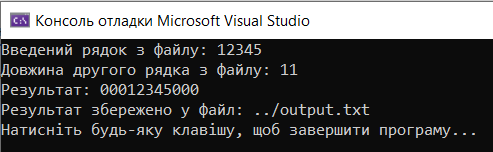 Консоль отладки Microsoft Visual Studio
Введений рядок з файлу: 12345
Довжина другого рядка з файлу: 11
Результат: 00012345000
Результат збережено у файл: ../output.txt
Натисніть будь-яку клавішу, щоб завершити програму...